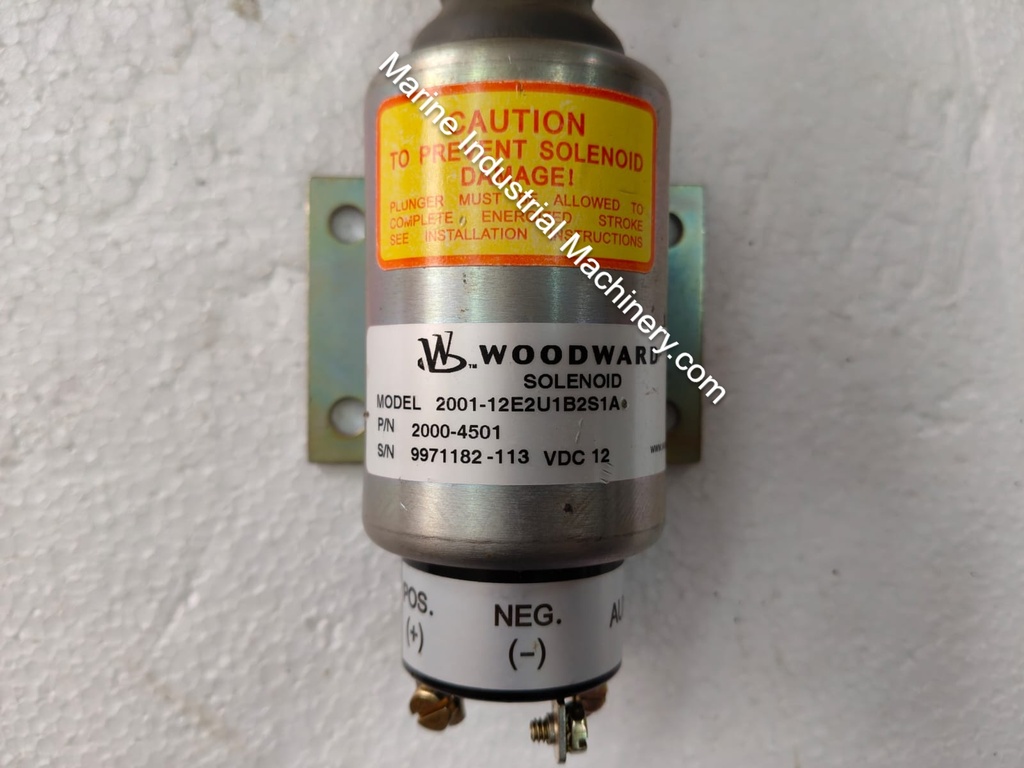 CAUTION
TO PREVENT SOLENOID
DAMAGE!
PLUNGER MUST BE ALLOWED TO
COMPLETE ENERGIZED STROKE
SEE INSTALLATION INSTRUCTIONS
Marine Industrial Machinery.com
W™ WOODWARD
SOLENOID
MODEL 2001-12E2U1B2S1A
P/N 2000-4501
S/N 9971182-113 VDC 12
POS. NEG.
(+) (-)